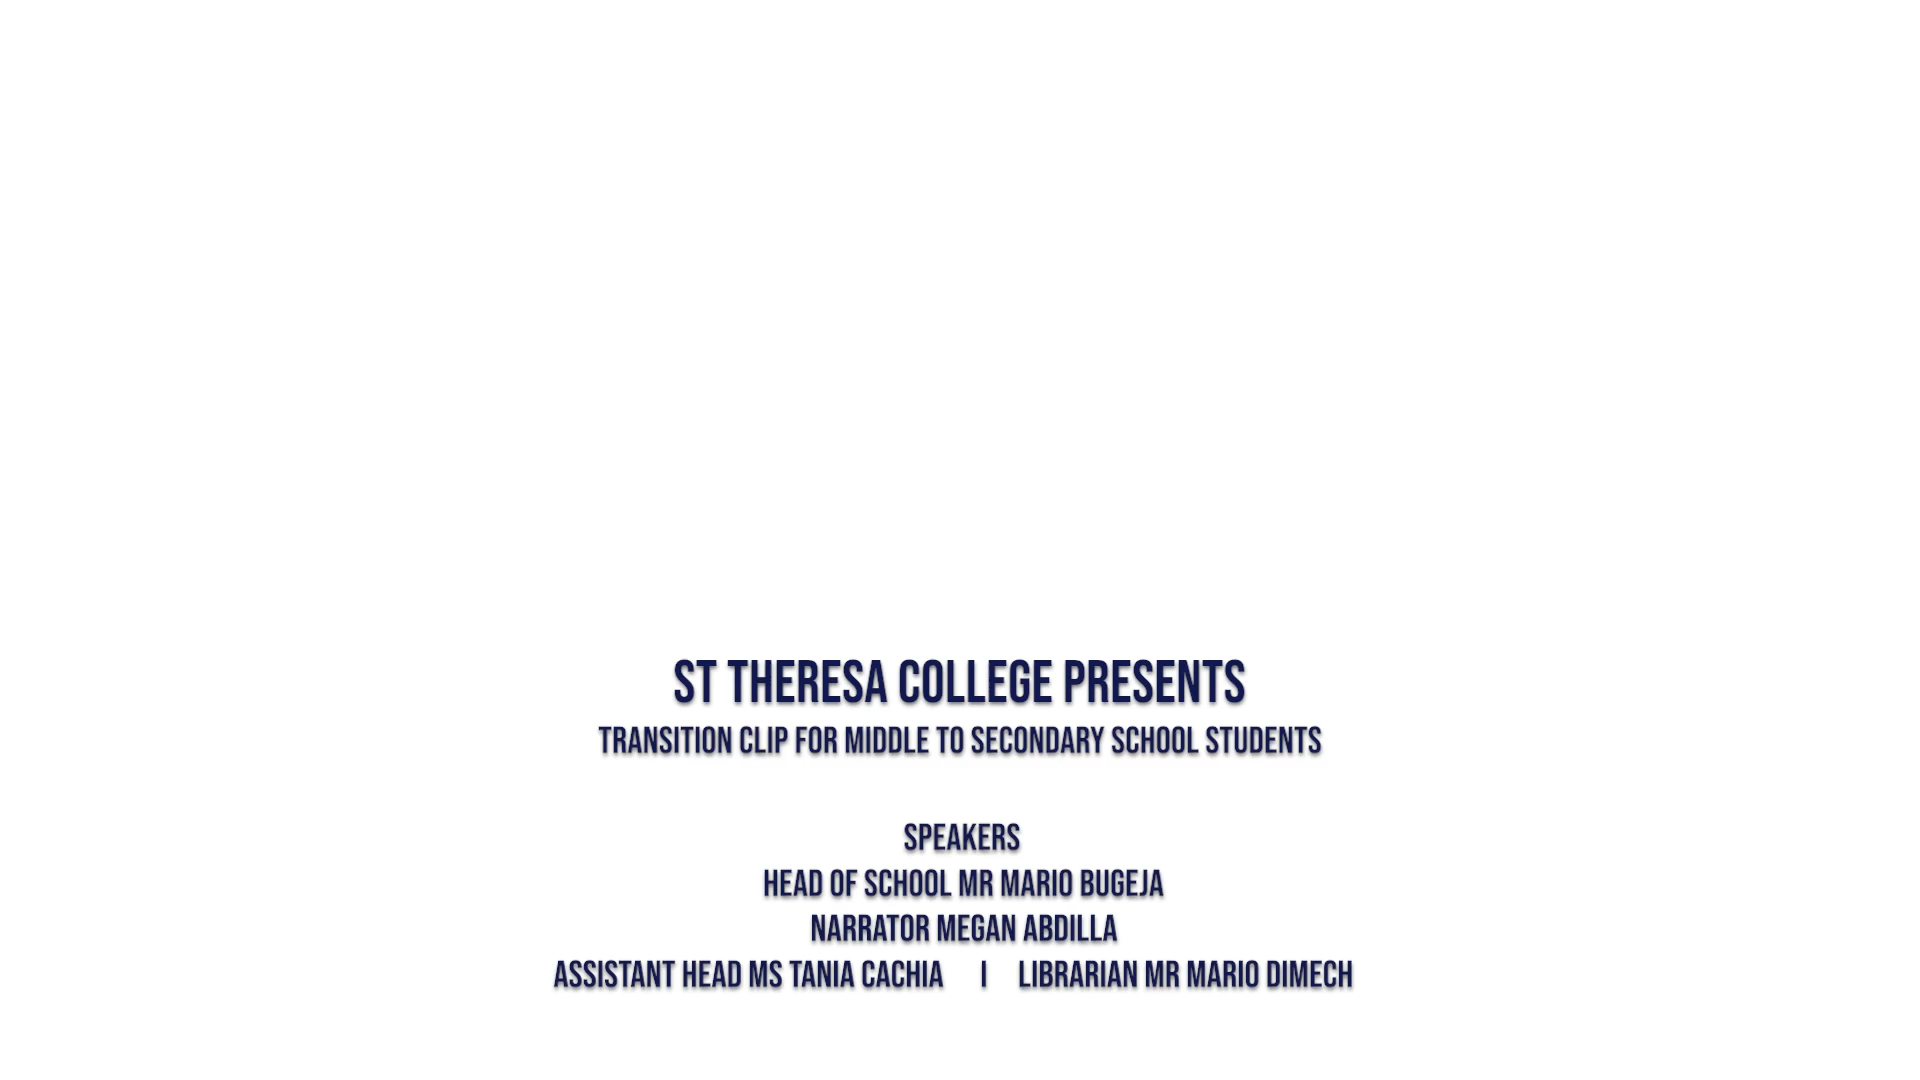 ST THERESA COLLEGE PRESENTS
TRANSITION CLIP FOR MIDDLE TO SECONDARY SCHOOL STUDENTS
SPEAKERS
HEAD OF SCHOOL MR MARIO BUGEJA
NARRATOR MEGAN ABDILLA
ASSISTANT HEAD MS TANIA CACHIA I LIBRARIAN MR MARIO DIMECH